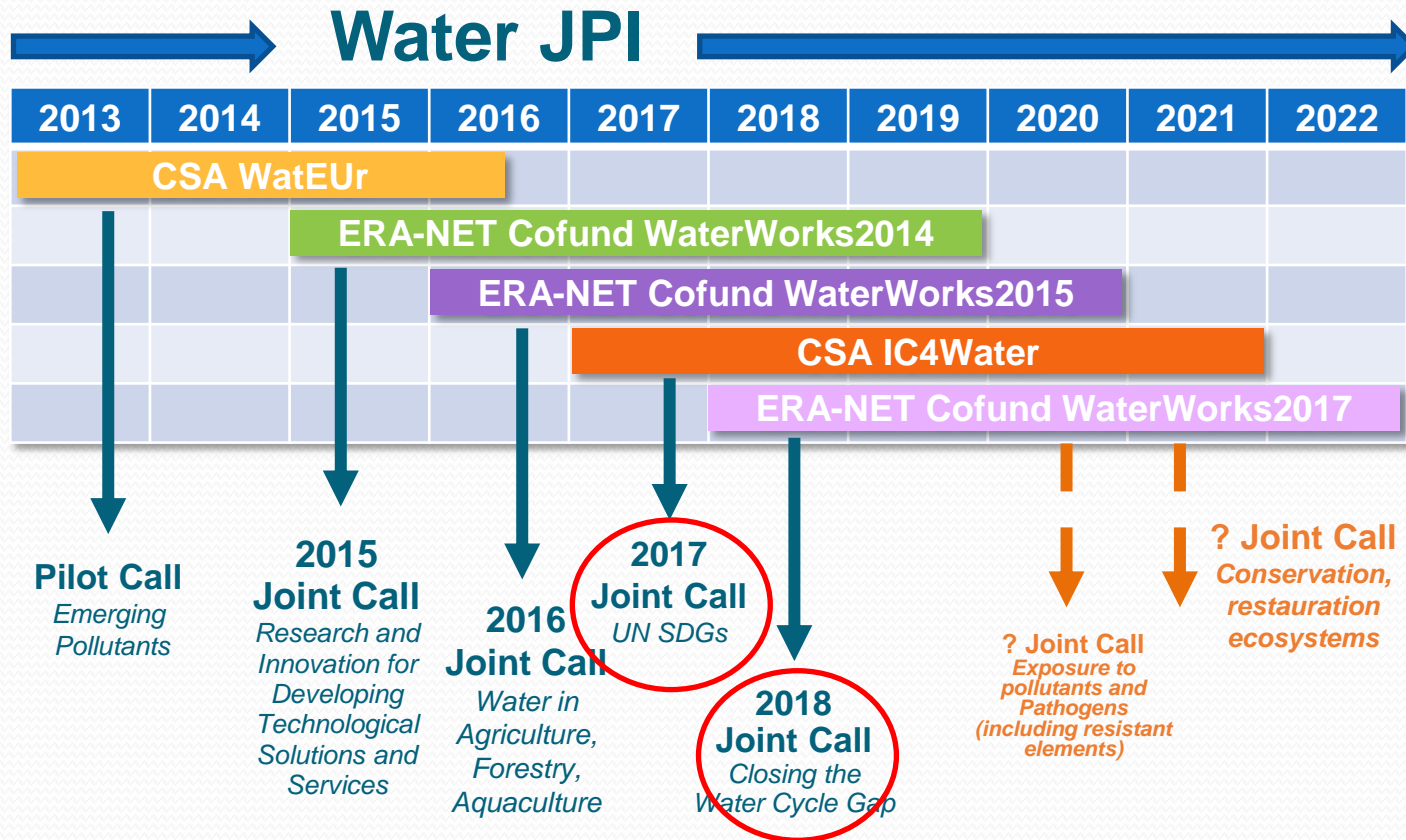 Water JPI
2013 2014 2015 2016 2017 2018 2019 2020 2021 2022
CSA WatEUr
ERA-NET Cofund WaterWorks2014
ERA-NET Cofund WaterWorks2015
CSA IC4Water
ERA-NET Cofund WaterWorks2017
Pilot Call
Emerging
Pollutants
2015
Joint Call
Research and
Innovation for
Developing
Technological
Solutions and
Services
2016
Joint Call
Water in
Agriculture,
Forestry,
Aquaculture
2017
Joint Call
UN SDGs
2018
Joint Call
Closing the
Water Cycle Gap
? Joint Call
Exposure to
pollutants and
Pathogens
(including resistant
elements)
? Joint Call
Conservation,
restauration
ecosystems